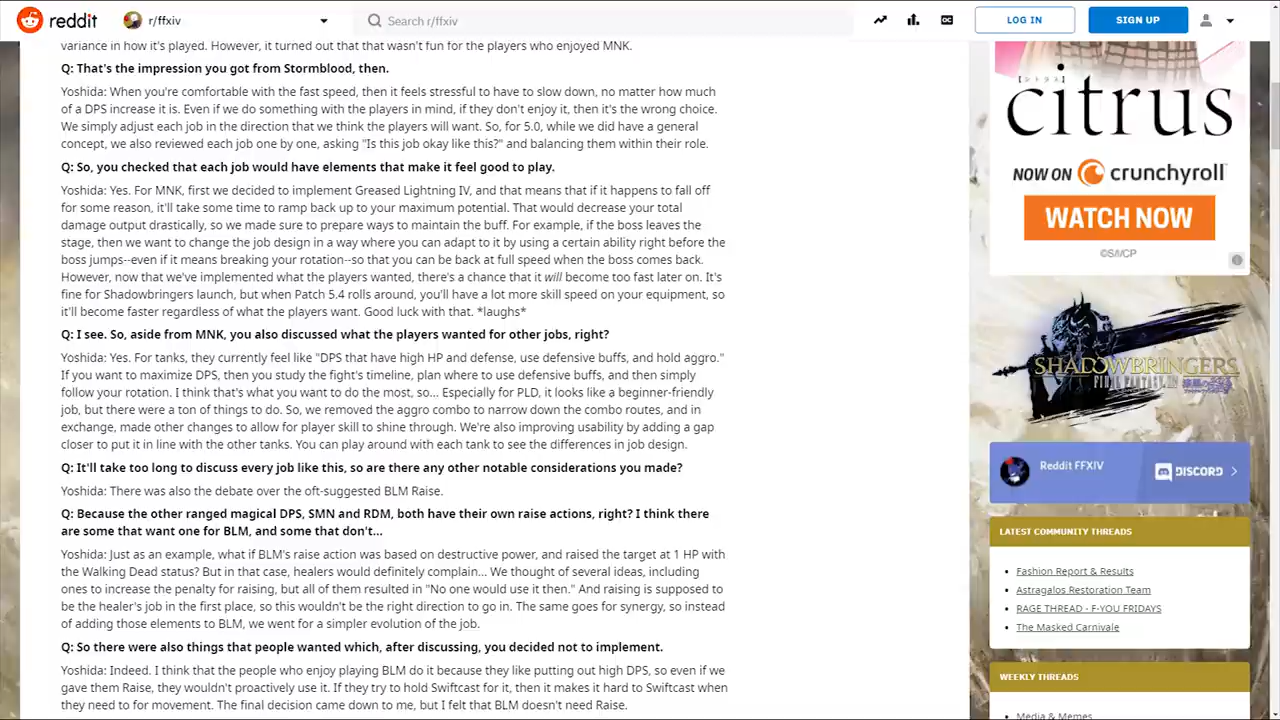 reddit
r/ffxiv
Search r/ffxiv
LOG IN
SIGN UP
variance in how it's played. However, it turned out that that wasn't fun for the players who enjoyed MNK.
Q: That's the impression you got from Stormblood, then.
Yoshida: When you're comfortable with the fast speed, then it feels stressful to have to slow down, no matter how much
of a DPS increase it is. Even if we do something with the players in mind, if they don't enjoy it, then it's the wrong choice.
We simply adjust each job in the direction that we think the players will want. So, for 5.0, while we did have a general
concept, we also reviewed each job one by one, asking "Is this job okay like this?" and balancing them within their role.
Q: So, you checked that each job would have elements that make it feel good to play.
Yoshida: Yes. For MNK, first we decided to implement Greased Lightning IV, and that means that if it happens to fall off
for some reason, it'll take some time to ramp back up to your maximum potential. That would decrease your total
damage output drastically, so we made sure to prepare ways to maintain the buff. For example, if the boss leaves the
stage, then we want to change the job design in a way where you can adapt to it by using a certain ability right before the
boss jumps--even if it means breaking your rotation--so that you can be back at full speed when the boss comes back.
However, now that we've implemented what the players wanted, there's a chance that it will become too fast later on. It's
fine for Shadowbringers launch, but when Patch 5.4 rolls around, you'll have a lot more skill speed on your equipment, so
it'll become faster regardless of what the players want. Good luck with that. *laughs*
Q: I see. So, aside from MNK, you also discussed what the players wanted for other jobs, right?
Yoshida: Yes. For tanks, they currently feel like "DPS that have high HP and defense, use defensive buffs, and hold aggro."
If you want to maximize DPS, then you study the fight's timeline, plan where to use defensive buffs, and then simply
follow your rotation. I think that's what you want to do the most, so... Especially for PLD, it looks like a beginner-friendly
job, but there were a ton of things to do. So, we removed the aggro combo to narrow down the combo routes, and in
exchange, made other changes to allow for player skill to shine through. We're also improving usability by adding a gap
closer to put it in line with the other tanks. You can play around with each tank to see the differences in job design.
Q: It'll take too long to discuss every job like this, so are there any other notable considerations you made?
Yoshida: There was also the debate over the oft-suggested BLM Raise.
Q: Because the other ranged magical DPS, SMN and RDM, both have their own raise actions, right? I think there
are some that want one for BLM, and some that don't...
Yoshida: Just as an example, what if BLM's raise action was based on destructive power, and raised the target at 1 HP with
the Walking Dead status? But in that case, healers would definitely complain... We thought of several ideas, including
ones to increase the penalty for raising, but all of them resulted in "No one would use it then." And raising is supposed to
be the healer's job in the first place, so this wouldn't be the right direction to go in. The same goes for synergy, so instead
of adding those elements to BLM, we went for a simpler evolution of the job.
Q: So there were also things that people wanted which, after discussing, you decided not to implement.
Yoshida: Indeed. I think that the people who enjoy playing BLM do it because they like putting out high DPS, so even if we
gave them Raise, they wouldn't proactively use it. If they try to hold Swiftcast for it, then it makes it hard to Swiftcast when
they need to for movement. The final decision came down to me, but I felt that BLM doesn't need Raise.
citrus
NOW ON crunchyroll
WATCH NOW
©S/I/CP
SHADOWBRINGERS
FINAL FANTASY XIV
Reddit FFXIV
DISCORD
LATEST COMMUNITY THREADS
Fashion Report & Results
Astragalos Restoration Team
RAGE THREAD - F-YOU FRIDAYS
The Masked Carnivale
WEEKLY THREADS
Media & Memes